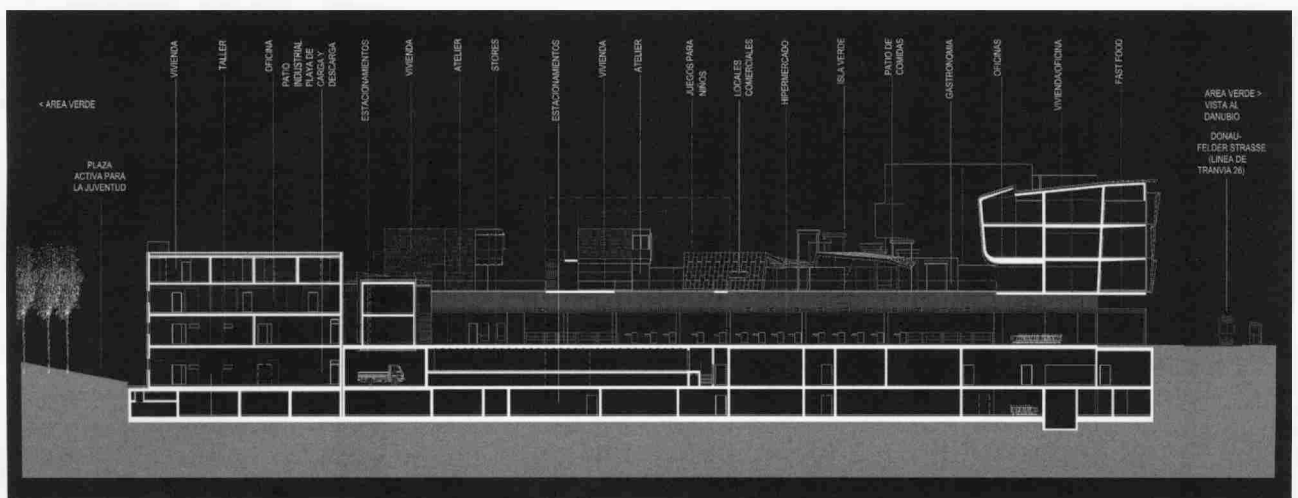 < AREA VERDE
PLAZA
ACTIVA PARA
LA JUVENTUD
VIVIENDA
TALLER
OFICINA
PATIO
INDUSTRIAL
PLAYA DE
CARGA Y
DESCARGA
ESTACIONAMIENTOS
VIVIENDA
ATELIER
STORES
ESTACIONAMIENTOS
VIVIENDA
ATELIER
JUEGOS PARA
NIÑOS
LOCALES
COMERCIALES
HIPERMERCADO
ISLA VERDE
PATIO DE
COMIDAS
GASTRONOMIA
OFICINAS
VIVIENDA/OFICINA
FAST FOOD
AREA VERDE >
VISTA AL
DANUBIO
DONAU-
FELDER STRASSE
(LINEA DE
TRANVIA 26)